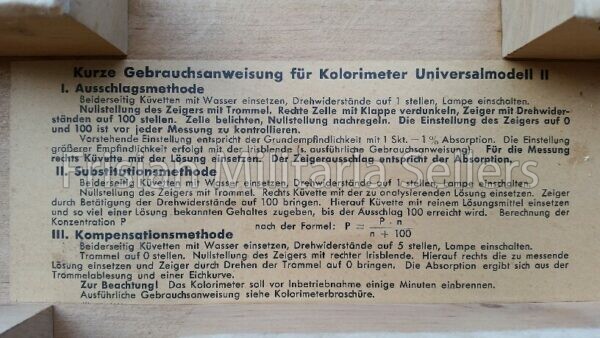 Kurze Gebrauchsanweisung für Kolorimeter Universalmodell II
I. Ausschlagsmethode
Beiderseitig Küvetten mit Wasser einsetzen, Drehwiderstände auf 1 stellen, Lampe einschalten.
Nullstellung des Zeigers mit Trommel. Rechte Zelle mit Klappe verdunkeln, Zeiger mit Drehwider-
ständen auf 100 stellen. Zelle belichten, Nullstellung nachregeln. Die Einstellung des Zeigers auf 0
und 100 ist vor jeder Messung zu kontrollieren.
Vorstehende Einstellung entspricht der Grundempfindlichkeit mit 1 Skt. = 1% Absorption. Die Einstellung
größerer Empfindlichkeit erfolgt mit der Irisblende (s. ausführliche Gebrauchsanweisung). Für die Messung
rechts Küvette mit der Lösung einsetzen. Der Zeigerausschlag entspricht der Absorption.
II. Substitutionsmethode
Beiderseitig Küvetten mit Wasser einsetzen, Drehwiderstände auf 1 stellen, Lampe einschalten.
Nullstellung des Zeigers mit Trommel. Rechts Küvette mit der zu analysierenden Lösung einsetzen. Zeiger
durch Betätigung der Drehwiderstände auf 100 bringen. Hierauf Küvette mit reinem Lösungsmittel einsetzen
und so viel einer Lösung bekannten Gehaltes zugeben, bis der Ausschlag 100 erreicht wird. Berechnung der
Konzentration P nach der Formel: P = P · n / n + 100
III. Kompensationsmethode
Beiderseitig Küvetten mit Wasser einsetzen, Drehwiderstände auf 5 stellen, Lampe einschalten.
Trommel auf 0 stellen. Nullstellung des Zeigers mit rechter Irisblende. Hierauf rechts die zu messende
Lösung einsetzen und Zeiger durch Drehen der Trommel auf 0 bringen. Die Absorption ergibt sich aus der
Trommelablesung und einer Eichkurve.
Zur Beachtung! Das Kolorimeter soll vor Inbetriebnahme einige Minuten einbrennen.
Ausführliche Gebrauchsanweisung siehe Kolorimeterbroschüre.
Militaria Sellers